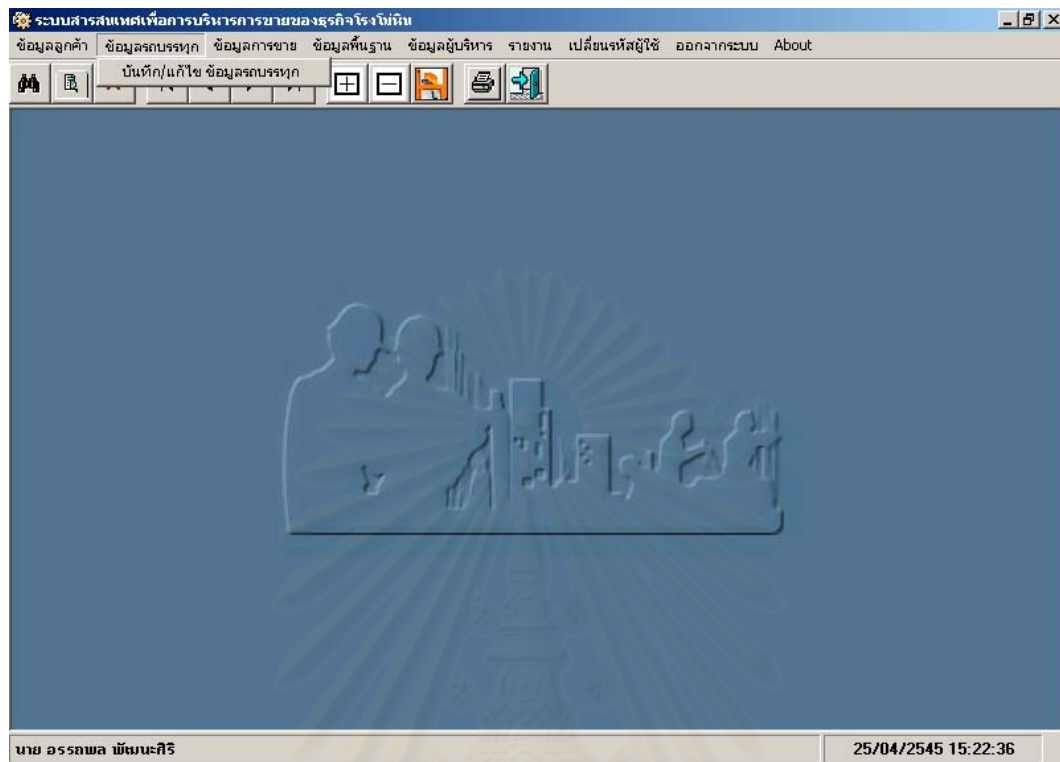 ระบบสารสนเทศเพื่อการบริหารการขายของธุรกิจโรงโม่หิน
ข้อมูลลูกค้า ข้อมูลรถบรรทุก ข้อมูลการขาย ข้อมูลพื้นฐาน ข้อมูลผู้บริหาร รายงาน เปลี่ยนรหัสผู้ใช้ ออกจากระบบ About
บันทึก/แก้ไข ข้อมูลรถบรรทุก
นาย อรรถพล พัฒนะศิริ 25/04/2545 15:22:36